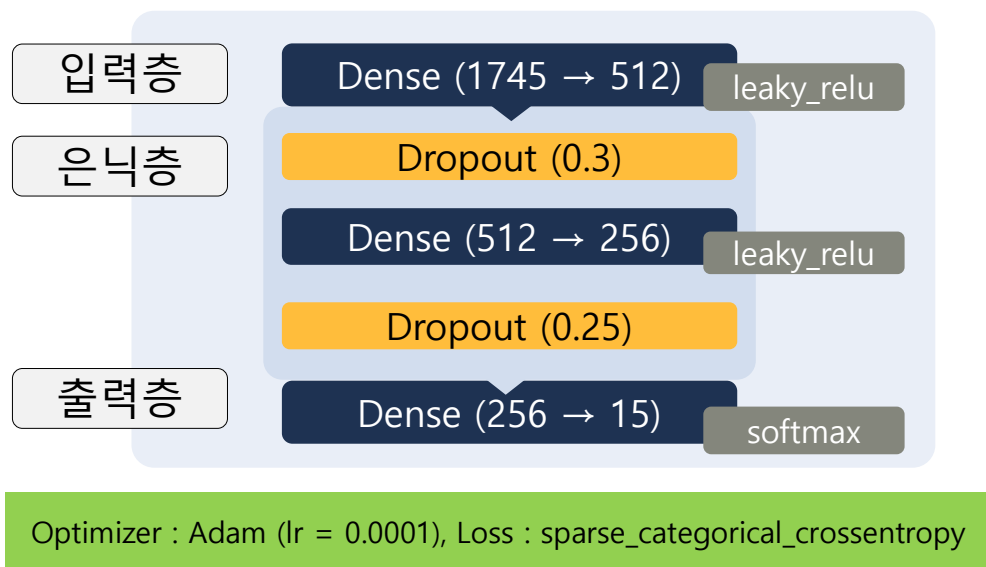 입력층
Dense (1745 → 512)
leaky_relu
은닉층
Dropout (0.3)
Dense (512 → 256)
leaky_relu
Dropout (0.25)
출력층
Dense (256 → 15)
softmax
Optimizer : Adam (lr = 0.0001), Loss : sparse_categorical_crossentropy